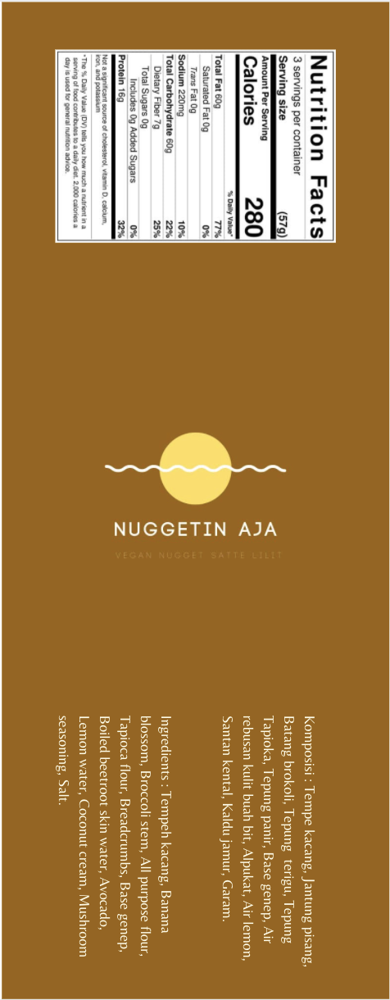 Nutrition Facts
3 servings per container
Serving size (57g)
Amount Per Serving
Calories 280
% Daily Value*
Total Fat 60g 77%
Saturated Fat 0g 0%
Trans Fat 0g
Sodium 220mg 10%
Total Carbohydrate 60g 22%
Dietary Fiber 7g 25%
Total Sugars 0g
Includes 0g Added Sugars 0%
Protein 16g 32%
Not a significant source of cholesterol, vitamin D, calcium,
iron, and potassium
*The % Daily Value (DV) tells you how much a nutrient in a
serving of food contributes to a daily diet. 2,000 calories a
day is used for general nutrition advice.
NUGGETIN AJA
VEGAN NUGGET SATTE LILIT
Komposisi : Tempe kacang, Jantung pisang,
Batang brokoli, Tepung terigu, Tepung
Tapioka, Tepung panir, Base genep, Air
rebusan kulit buah bit, Alpukat, Air lemon,
Santan kental, Kaldu jamur, Garam.
Ingredients : Tempeh kacang, Banana
blossom, Broccoli stem, All purpose flour,
Tapioca flour, Breadcrumbs, Base genep,
Boiled beetroot skin water, Avocado,
Lemon water, Coconut cream, Mushroom
seasoning, Salt.